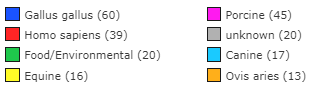 Gallus gallus (60)
Homo sapiens (39)
Food/Environmental (20)
Equine (16)
Porcine (45)
unknown (20)
Canine (17)
Ovis aries (13)